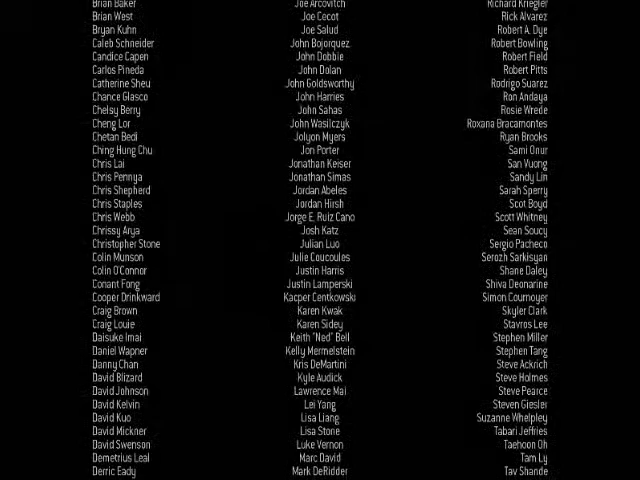 Brian Baker Joe Arcovitch Richard Kriegler
Brian West Joe Cecot Rick Alvarez
Bryan Kuhn Joe Salud Robert A. Dye
Caleb Schneider John Bojorquez Robert Bowling
Candice Capen John Dobbie Robert Field
Carlos Pineda John Dolan Robert Pitts
Catherine Sheu John Goldsworthy Rodrigo Suarez
Chance Glasco John Harries Ron Andaya
Chelsy Berry John Sahas Rosie Wrede
Cheng Lor John Wasilczyk Roxana Bracamontes
Chetan Bedi Jolyon Myers Ryan Brooks
Ching Hung Chu Jon Porter Sami Onur
Chris Lai Jonathan Keiser San Vuong
Chris Pennya Jonathan Simas Sandy Lin
Chris Shepherd Jordan Abeles Sarah Sperry
Chris Staples Jordan Hirsh Scot Boyd
Chris Webb Jorge E. Ruiz Cano Scott Whitney
Chrissy Arya Josh Katz Sean Soucy
Christopher Stone Julian Luo Sergio Pacheco
Colin Munson Julie Coucoules Serozh Sarkisyan
Colin O'Connor Justin Harris Shane Daley
Conant Fong Justin Lamperski Shiva Deonarine
Cooper Drinkward Kacper Centkowski Simon Cournoyer
Craig Brown Karen Kwak Skyler Clark
Craig Louie Karen Sidey Stavros Lee
Daisuke Imai Keith "Ned" Bell Stephen Miller
Daniel Wapner Kelly Mermelstein Stephen Tang
Danny Chan Kris DeMartini Steve Ackrich
David Blizard Kyle Audick Steve Holmes
David Johnson Lawrence Mai Steve Pearce
David Kelvin Lei Yang Steven Giesler
David Kuo Lisa Liang Suzanne Whelpley
David Mickner Lisa Stone Tabari Jeffries
David Swenson Luke Vernon Taehoon Oh
Demetrius Leal Marc David Tam Ly
Derric Eady Mark DeRidder Tav Shande